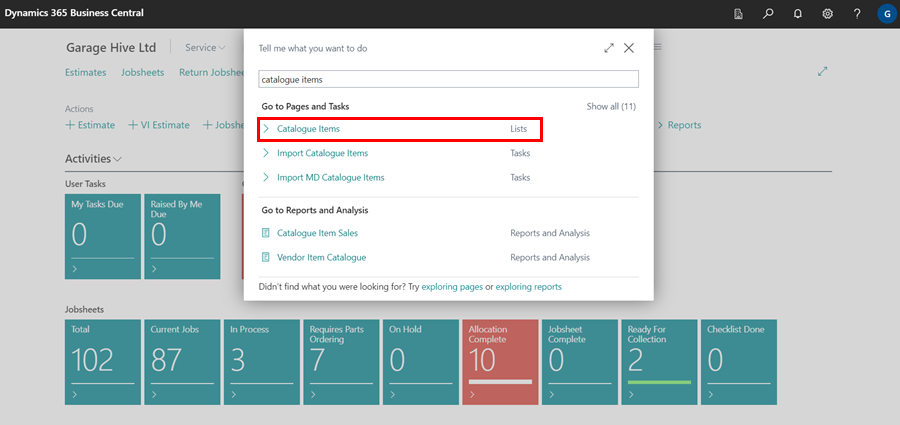 Dynamics 365 Business Central
G
Garage Hive Ltd
Service
Estimates Jobsheets Return Jobshe
Actions
+ Estimate + VI Estimate + Jobsh
Reports
Activities
User Tasks
My Tasks Due
0
Raised By Me Due
0
Tell me what you want to do
catalogue items
Go to Pages and Tasks Show all (11)
Catalogue Items Lists
Import Catalogue Items Tasks
Import MD Catalogue Items Tasks
Go to Reports and Analysis
Catalogue Item Sales Reports and Analysis
Vendor Item Catalogue Reports and Analysis
Didn't find what you were looking for? Try exploring pages or exploring reports
Jobsheets
Total
102
Current Jobs
87
In Process
3
Requires Parts
Ordering
7
On Hold
0
Allocation
Complete
10
Jobsheet
Complete
0
Ready For
Collection
2
Checklist Done
0